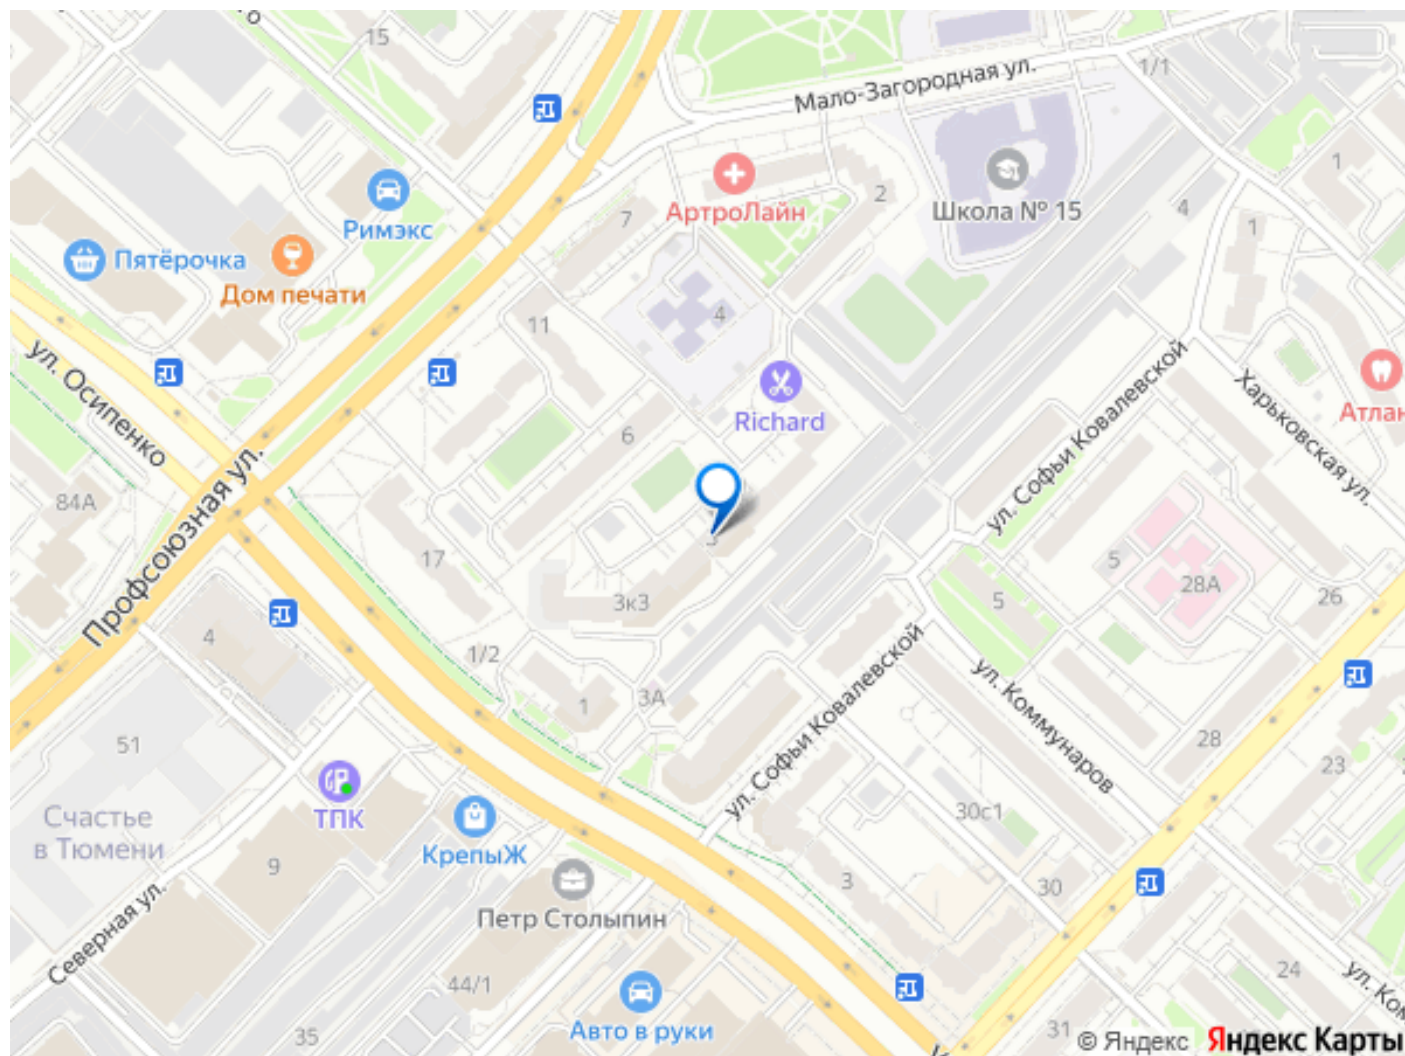 15
1/1
Мало-Загородная ул.
1
АртроЛайн
2
Школа № 15
4
1
Римэкс
7
Пятёрочка
Дом печати
4
11
ул. Осипенко
Richard
Атлан
Харьковская ул.
ул. Софьи Ковалевской
6
Профсоюзная ул.
84А
17
3к3
5
28А
5
26
4
1/2
1
3А
ул. Софьи Ковалевской
ул. Коммунаров
28
23
51
Счастье
в Тюмени
ТПК
КрепыЖ
30с1
9
3
30
Петр Столыпин
Северная ул.
44/1
24
ул. Ком
Авто в руки
35
31
© Яндекс Яндекс Карты